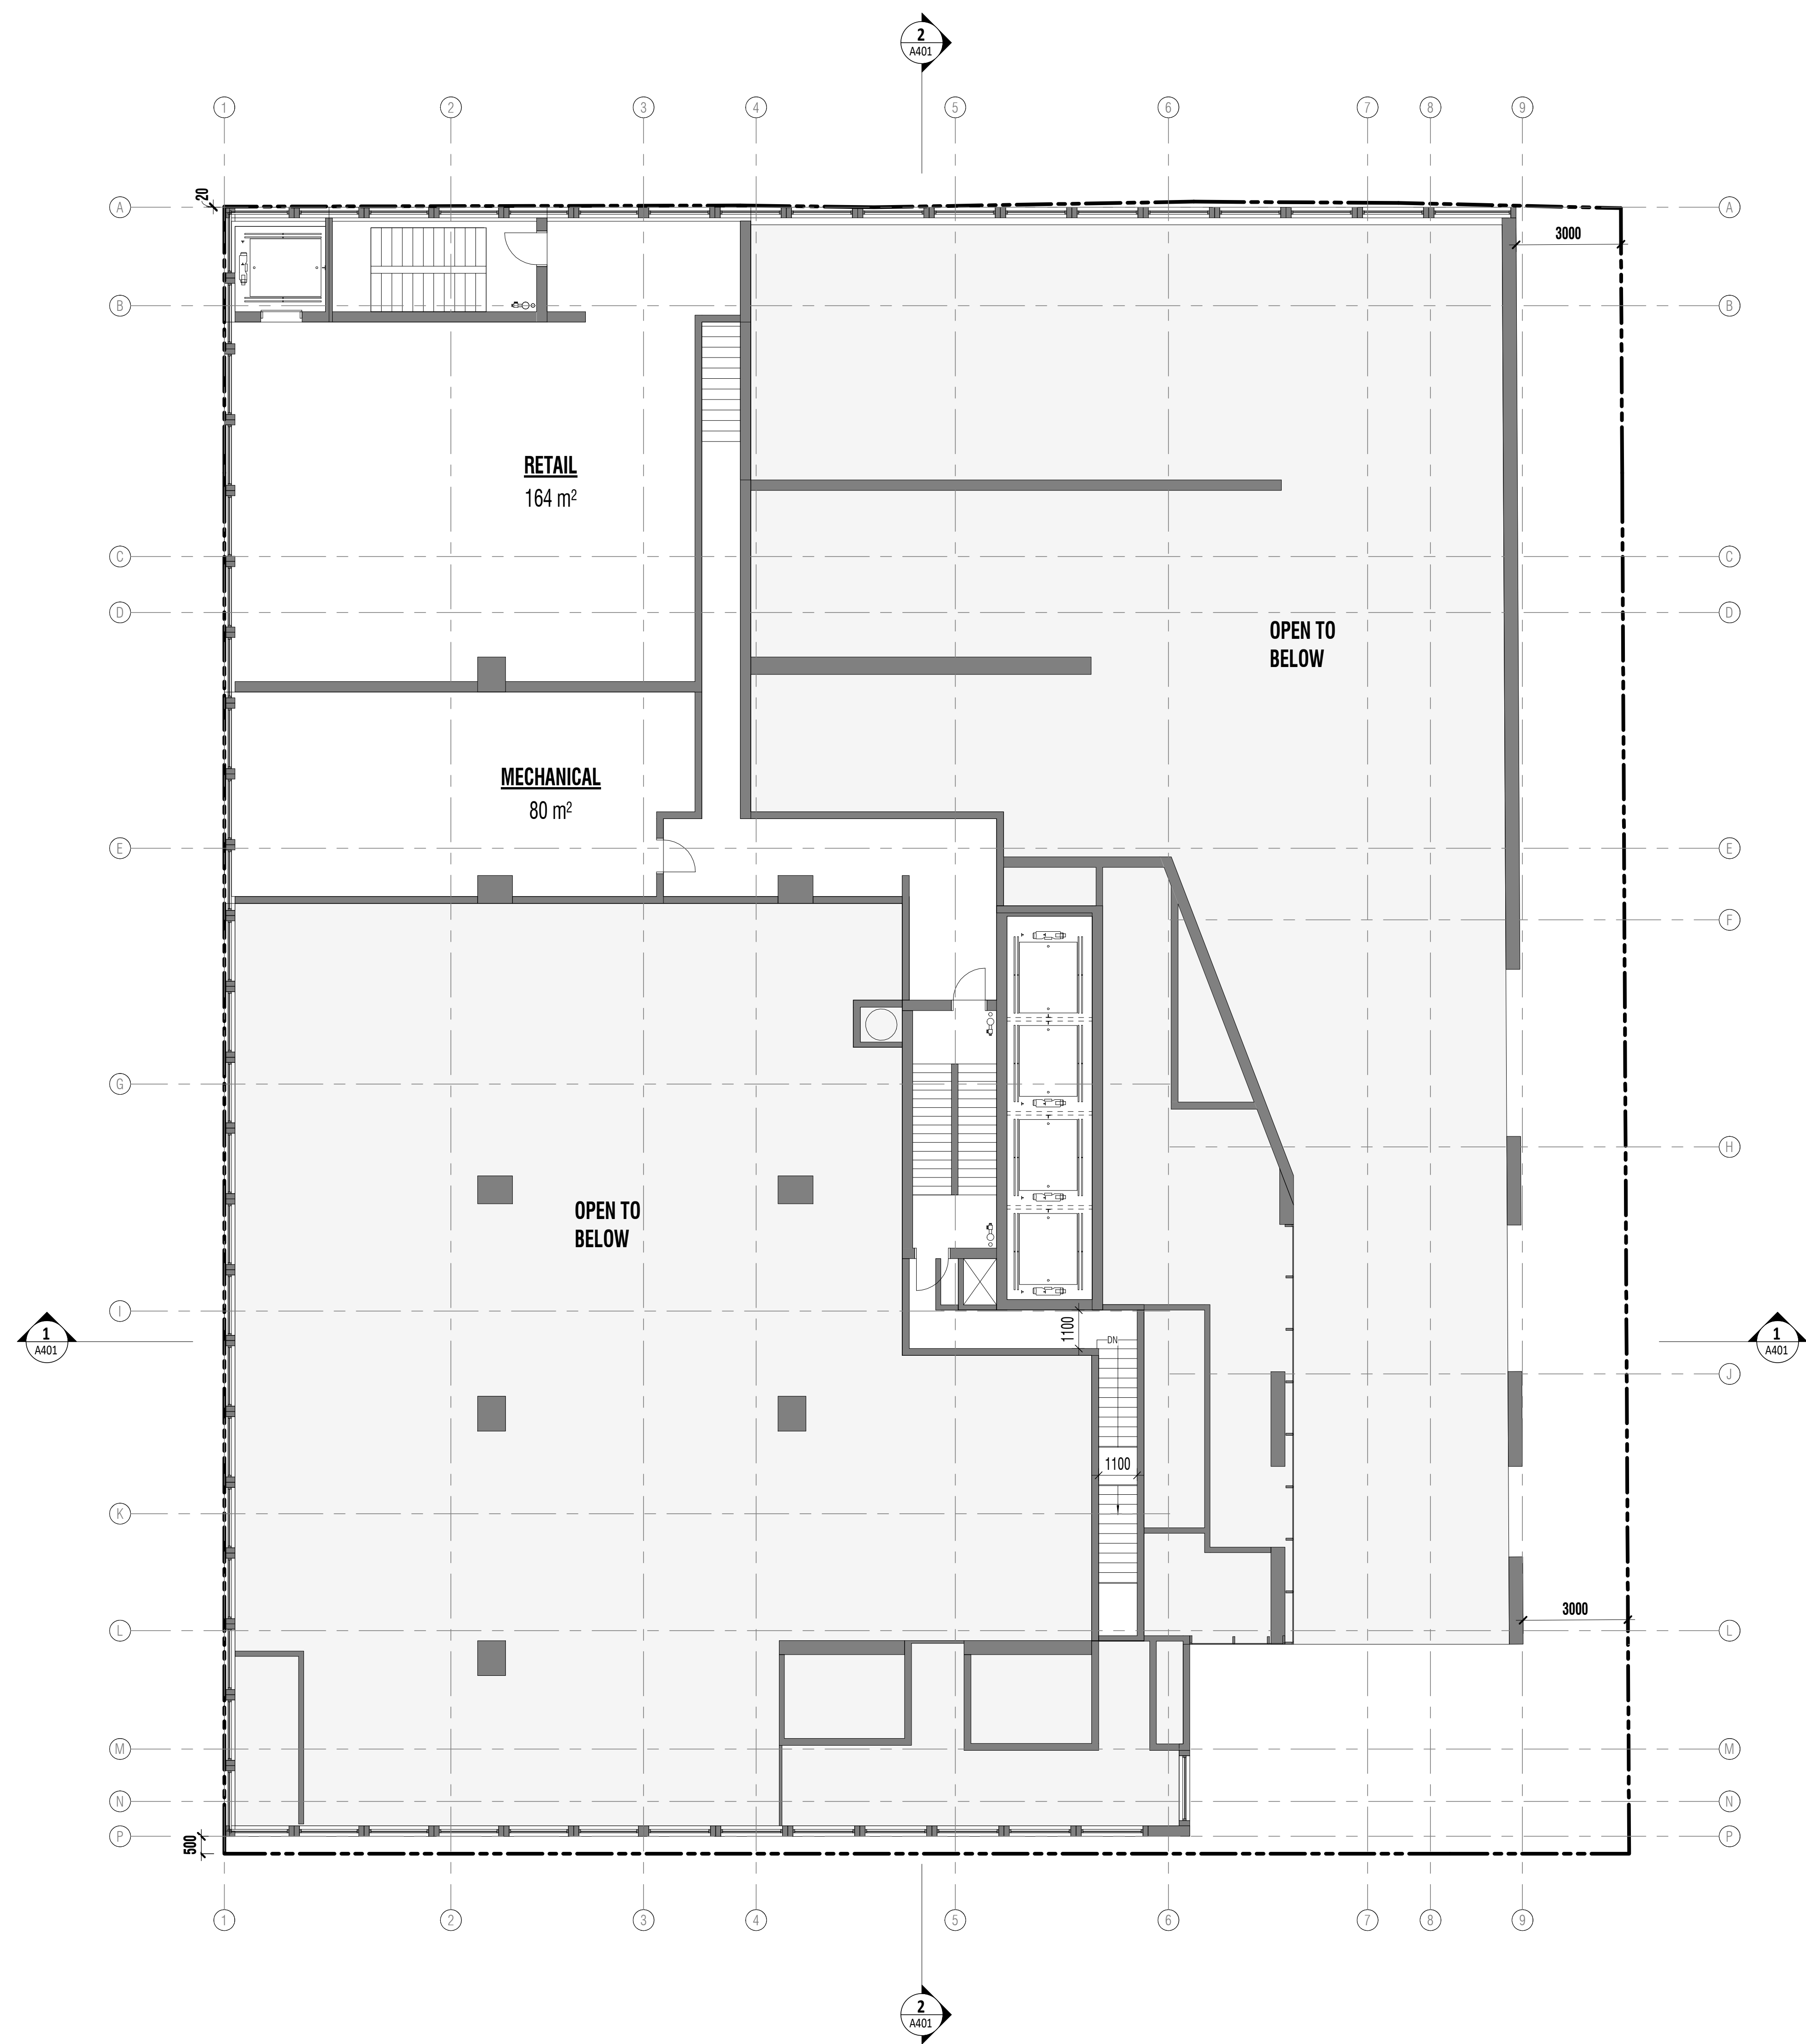 2
A401
1
2
3
4
5
6
7
8
9
20
A
A
3000
B
B
RETAIL
164 m²
C
C
D
D
OPEN TO
BELOW
MECHANICAL
80 m²
E
E
F
G
H
OPEN TO
BELOW
I
I
1100
DN
1
A401
1
A401
J
1100
K
K
3000
L
L
M
M
N
N
P
P
500
1
2
3
4
5
6
7
8
9
2
A401